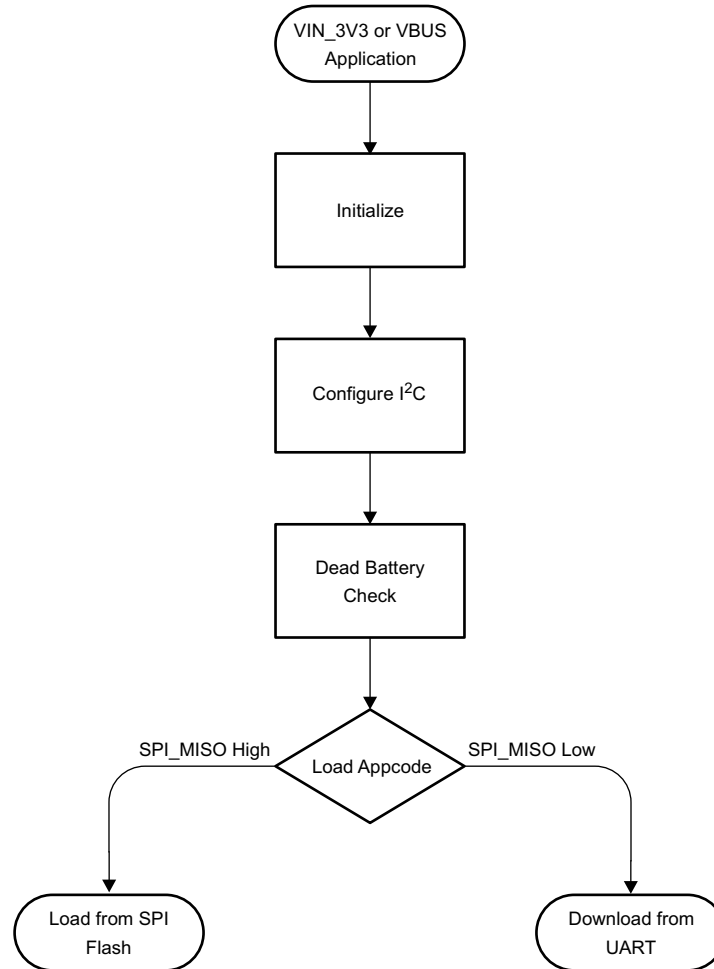 VIN_3V3 or VBUS
Application
Initialize
Configure I²C
Dead Battery
Check
SPI_MISO High
Load Appcode
SPI_MISO Low
Load from SPI
Flash
Download from
UART